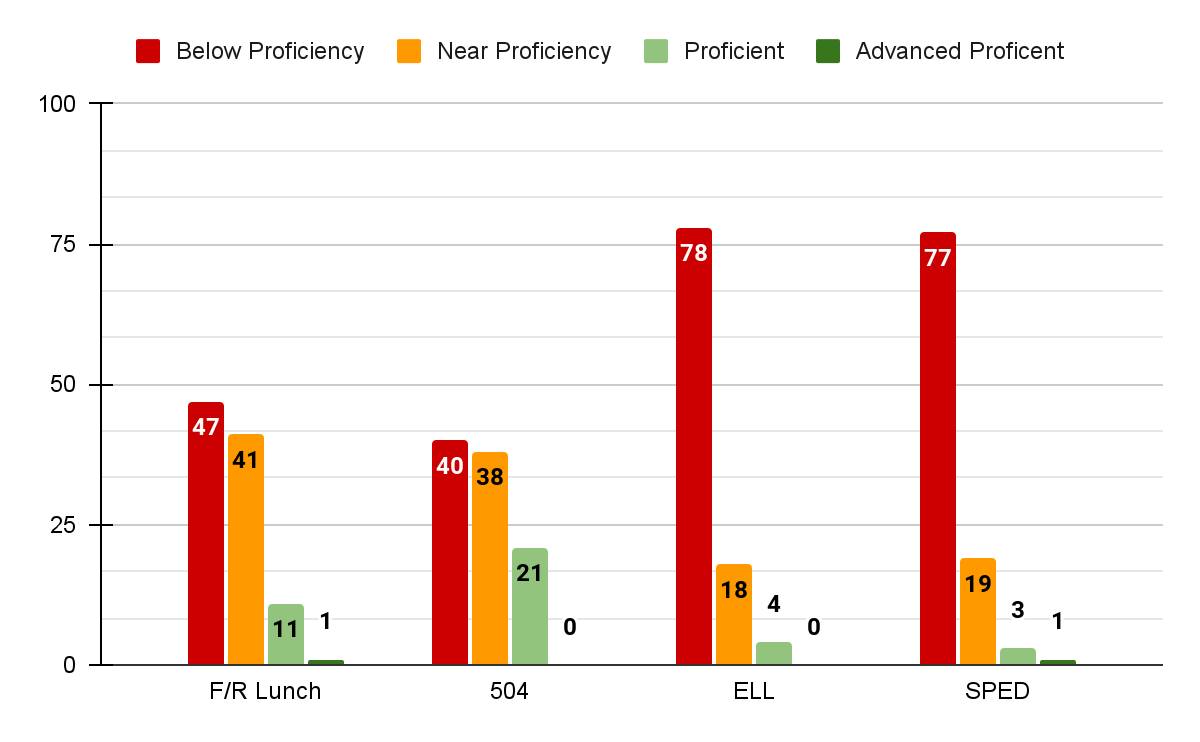 Below Proficiency Near Proficiency Proficient Advanced Proficent
100
75
50
25
0
47 41 11 1
40 38 21 0
78 18 4 0
77 19 3 1
F/R Lunch 504 ELL SPED